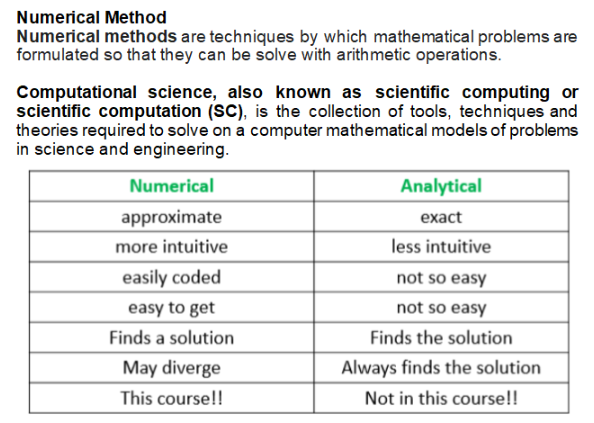 Numerical Method
Numerical methods are techniques by which mathematical problems are
formulated so that they can be solve with arithmetic operations.
Computational science, also known as scientific computing or
scientific computation (SC), is the collection of tools, techniques and
theories required to solve on a computer mathematical models of problems
in science and engineering.
Numerical Analytical
approximate exact
more intuitive less intuitive
easily coded not so easy
easy to get not so easy
Finds a solution Finds the solution
May diverge Always finds the solution
This course!! Not in this course!!